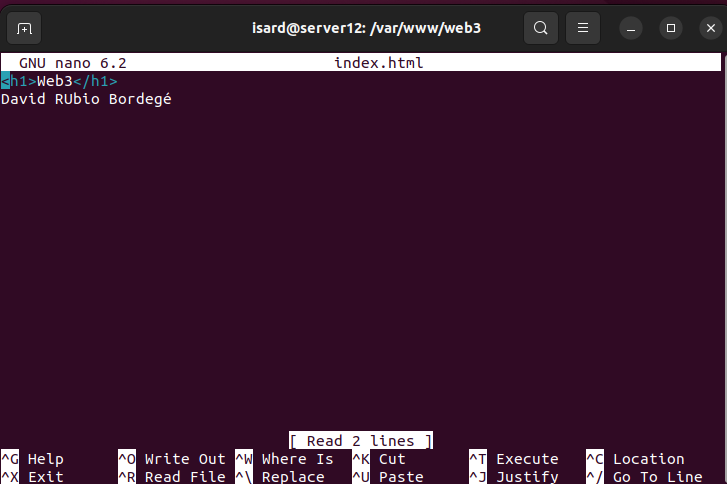 isard@server12: /var/www/web3
GNU nano 6.2 index.html
<h1>Web3</h1>
David RUbio Bordegé
[ Read 2 lines ]
^G Help ^O Write Out ^W Where Is ^K Cut ^T Execute ^C Location
^X Exit ^R Read File ^\ Replace ^U Paste ^J Justify ^/ Go To Line